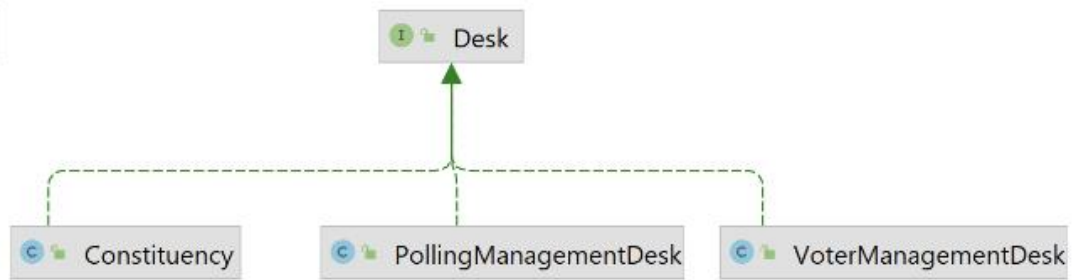 I Desk
C Constituency
C PollingManagementDesk
C VoterManagementDesk